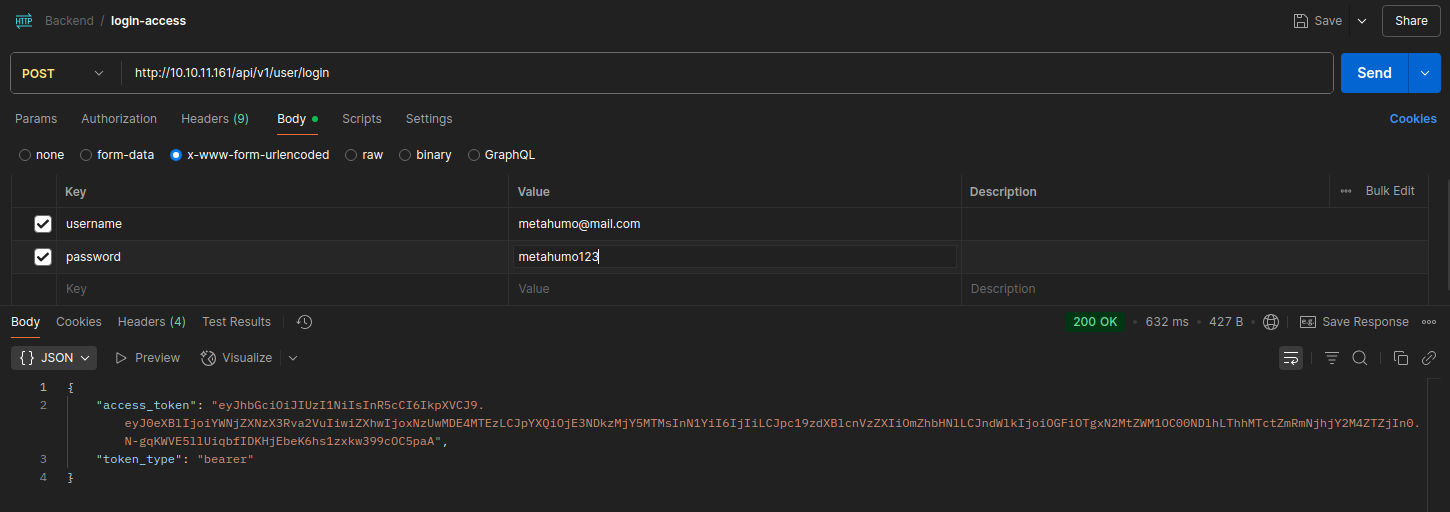 Backend / login-access Save Share
POST http://10.10.11.161/api/v1/user/login Send
Params Authorization Headers (9) Body Scripts Settings Cookies
none form-data x-www-form-urlencoded raw binary GraphQL
Key Value Description Bulk Edit
username metahumo@mail.com
password metahumo123
Key Value Description
Body Cookies Headers (4) Test Results 200 OK 632 ms 427 B e.g. Save Response
{} JSON Preview Visualize
1 {
2 "access_token": "eyJhbGciOiJIUzI1NiIsInR5cCI6IkpXVCJ9.
eyJ0eXBlIjoiYWNjZXNzX3Rva2VuIiwiZXhwIjoxNzUwMDE4MTEzLCJpYXQiOjE3NDkzMjY5MTMsInN1YiI6IjIiLCJpc19zdXBlcnVzZXIiOmZhbHNlLCJndWlkIjoiOGFiOTgxN2MtZWM1OC00NDlhLThhMTctZmRmNjhjY2M4ZTZjIn0.
N-gqKWVE5llUiqbfIDKHjEbeK6hs1zxkw399cOC5paA",
3 "token_type": "bearer"
4 }